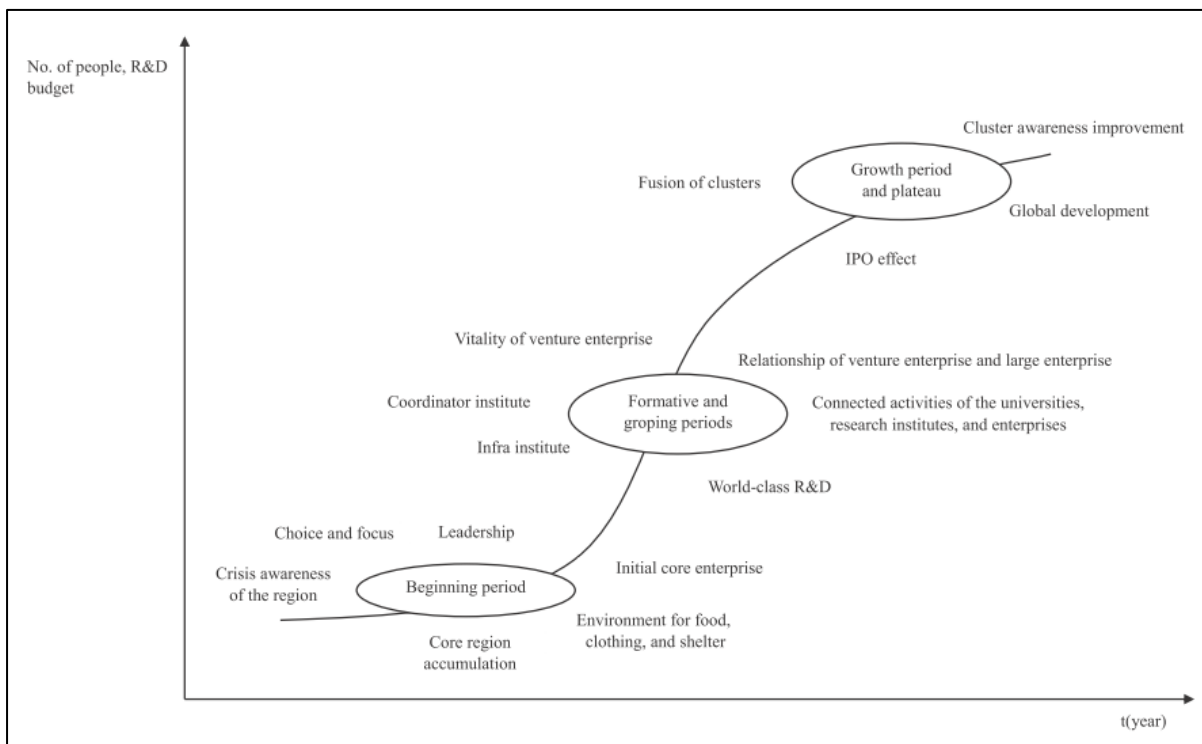 No. of people, R&D
budget
Cluster awareness improvement
Growth period
and plateau
Fusion of clusters
Global development
IPO effect
Vitality of venture enterprise
Relationship of venture enterprise and large enterprise
Coordinator institute
Formative and
groping periods
Connected activities of the universities,
research institutes, and enterprises
Infra institute
World-class R&D
Choice and focus
Leadership
Crisis awareness
of the region
Beginning period
Initial core enterprise
Environment for food,
clothing, and shelter
Core region
accumulation
t(year)